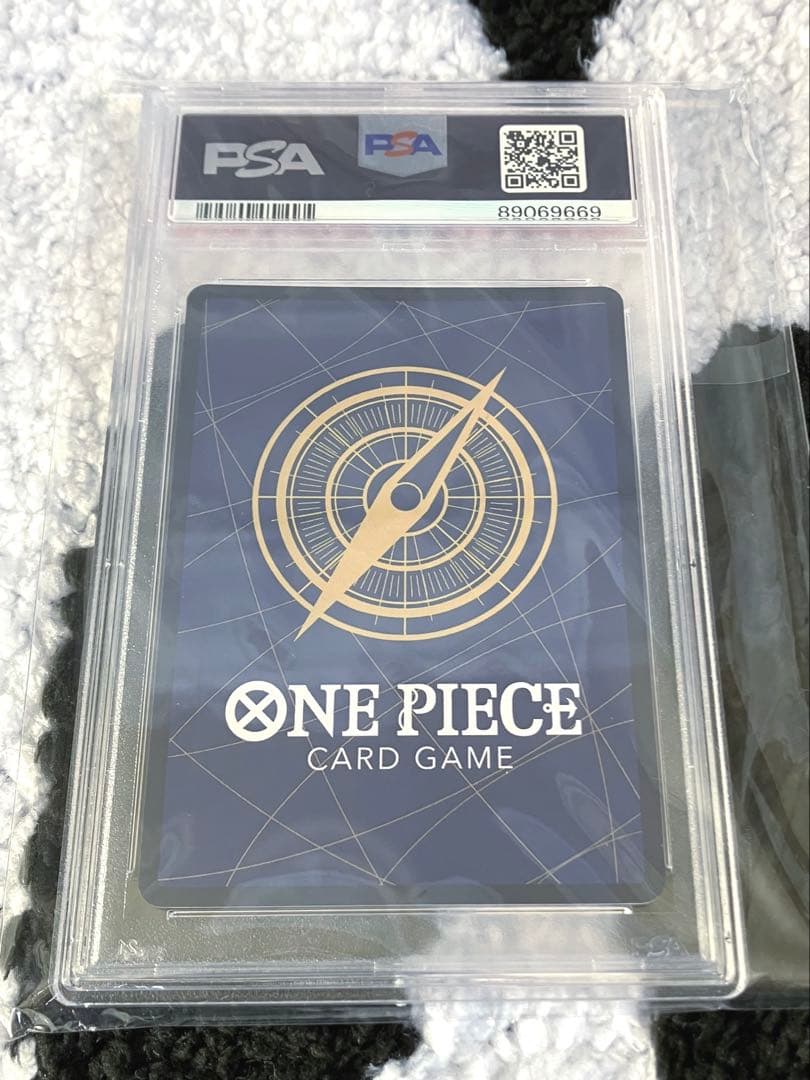 PSA
PSA
89069669
ONE PIECE
CARD GAME